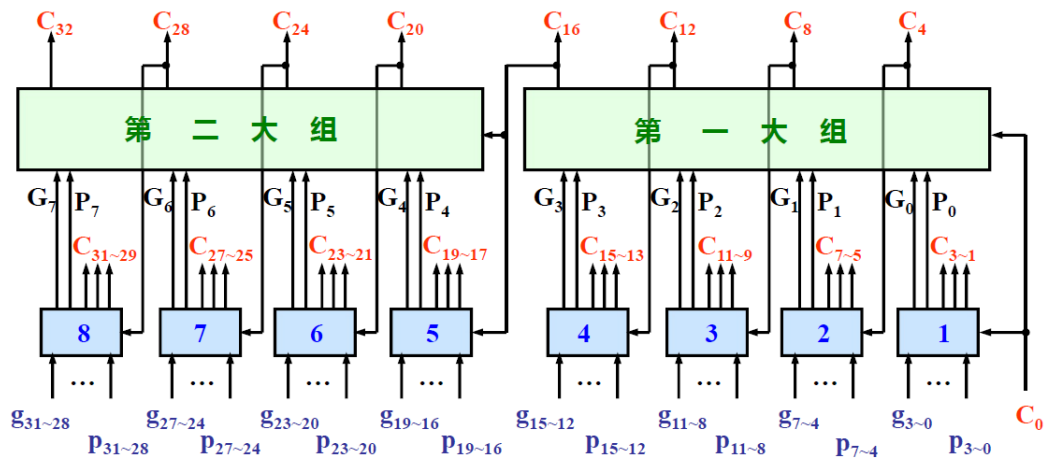 C32 C28 C24 C20 C16 C12 C8 C4
第 二 大 组 第 一 大 组
G7 P7 G6 P6 G5 P5 G4 P4 G3 P3 G2 P2 G1 P1 G0 P0
C31~29 C27~25 C23~21 C19~17 C15~13 C11~9 C7~5 C3~1
8 7 6 5 4 3 2 1
... ... ... ... ... ... ... ...
g31~28 g27~24 g23~20 g19~16 g15~12 g11~8 g7~4 g3~0 C0
p31~28 p27~24 p23~20 p19~16 p15~12 p11~8 p7~4 p3~0